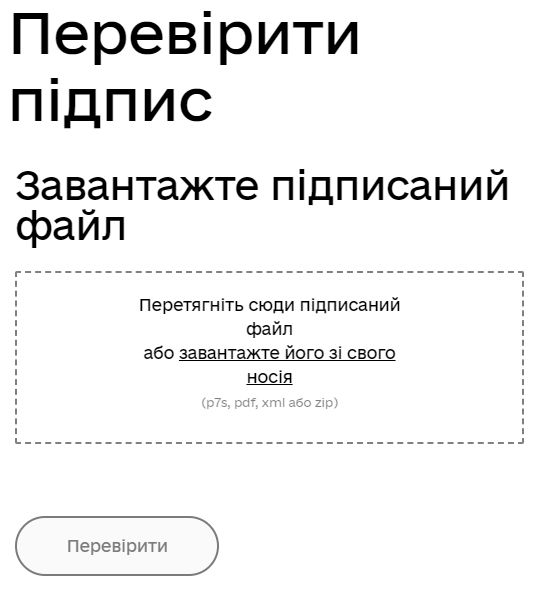 Перевірити
підпис
Завантажте підписаний
файл
Перетягніть сюди підписаний
файл
або завантажте його зі свого
носія
(p7s, pdf, xml або zip)
Перевірити